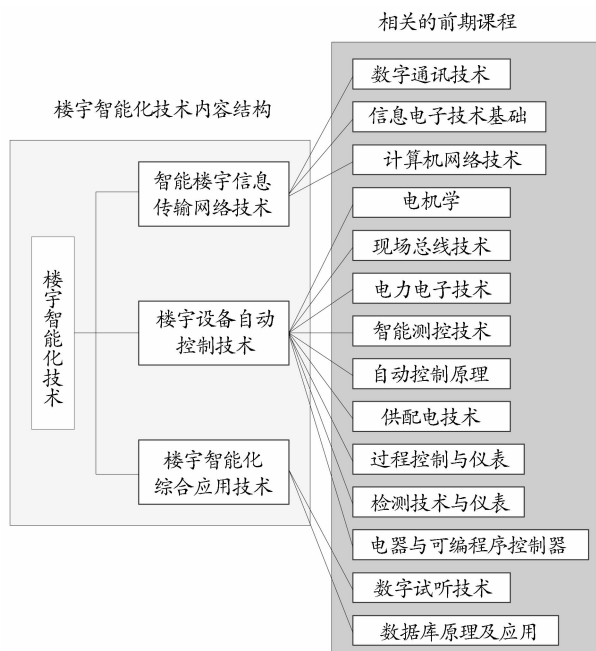 相关的前期课程
楼宇智能化技术内容结构
楼宇智能化技术
智能楼宇信息
传输网络技术
楼宇设备自动
控制技术
楼宇智能化
综合应用技术
数字通讯技术
信息电子技术基础
计算机网络技术
电机学
现场总线技术
电力电子技术
智能测控技术
自动控制原理
供配电技术
过程控制与仪表
检测技术与仪表
电器与可编程序控制器
数字试听技术
数据库原理及应用